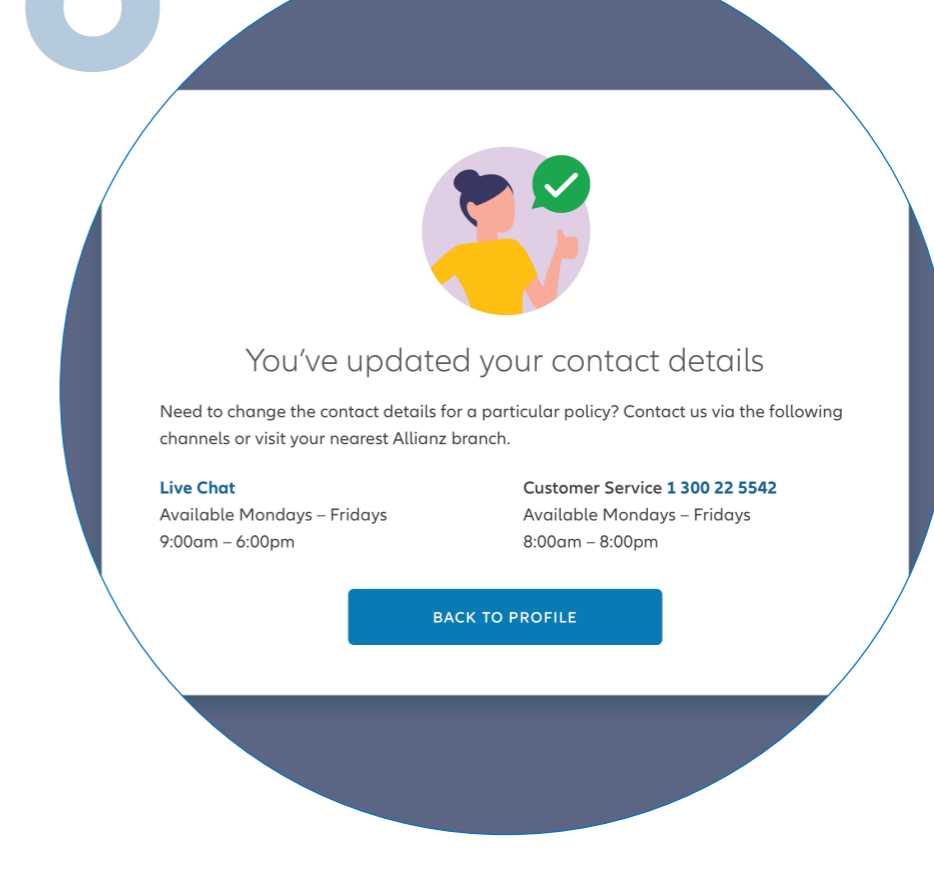 You've updated your contact details
Need to change the contact details for a particular policy? Contact us via the following
channels or visit your nearest Allianz branch.
Live Chat
Available Mondays – Fridays
9:00am – 6:00pm
Customer Service 1 300 22 5542
Available Mondays – Fridays
8:00am – 8:00pm
BACK TO PROFILE